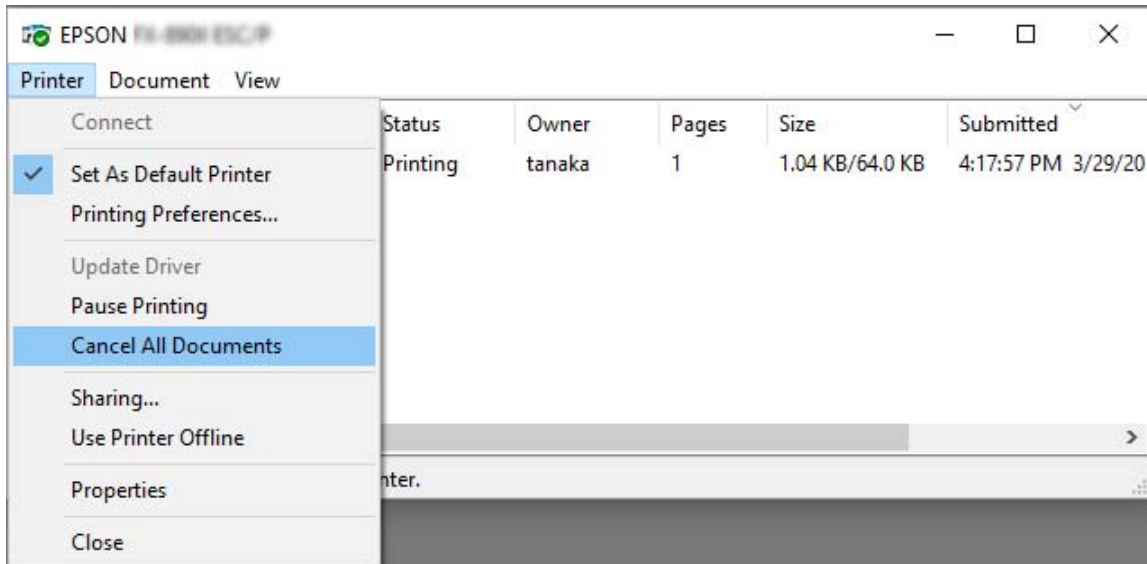 EPSON
Printer Document View
Connect
Status Owner Pages Size Submitted
Set As Default Printer
Printing tanaka 1 1.04 KB/64.0 KB 4:17:57 PM 3/29/20
Printing Preferences...
Update Driver
Pause Printing
Cancel All Documents
Sharing...
Use Printer Offline
Properties
nter.
Close